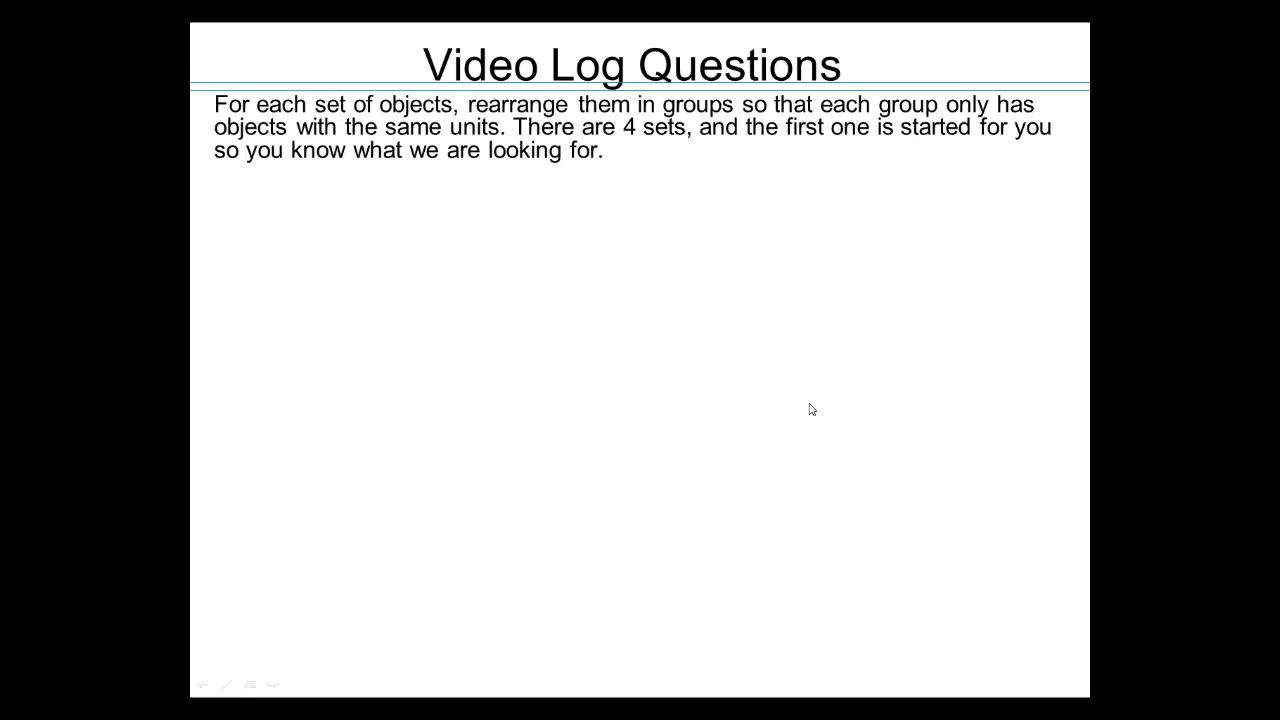 Video Log Questions
For each set of objects, rearrange them in groups so that each group only has
objects with the same units. There are 4 sets, and the first one is started for you
so you know what we are looking for.